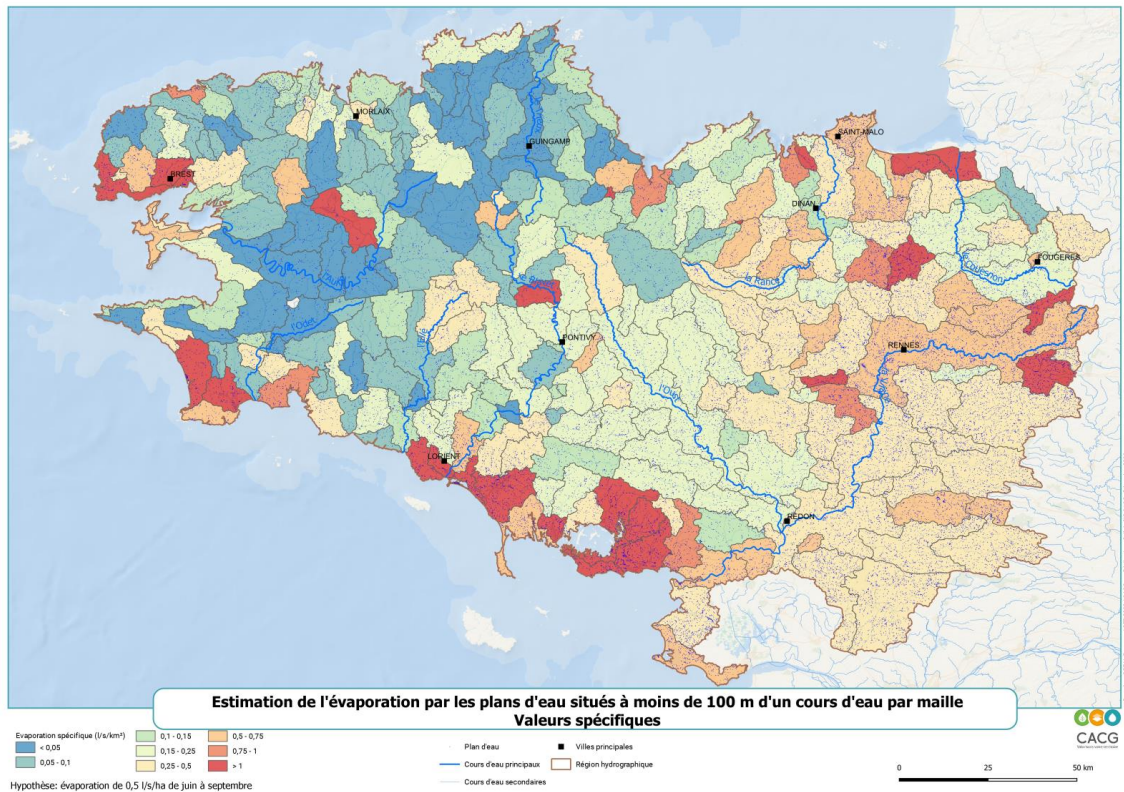 MORLAIX
GUINGAMP
SAINT-MALO
BREST
DINAN
FOUGERES
l'Aulne
le Blavet
la Rance
le Couesnon
l'Odet
l'Ellé
PONTIVY
RENNES
l'Oust
la Vilaine
LORIENT
REDON
Estimation de l'évaporation par les plans d'eau situés à moins de 100 m d'un cours d'eau par maille
Valeurs spécifiques
Evaporation spécifique (l/s/km²)
< 0,05
0,05 - 0,1
0,1 - 0,15
0,15 - 0,25
0,25 - 0,5
0,5 - 0,75
0,75 - 1
> 1
Plan d'eau
Cours d'eau principaux
Cours d'eau secondaires
Villes principales
Région hydrographique
CACG
0 25 50 km
Hypothèse: évaporation de 0,5 l/s/ha de juin à septembre